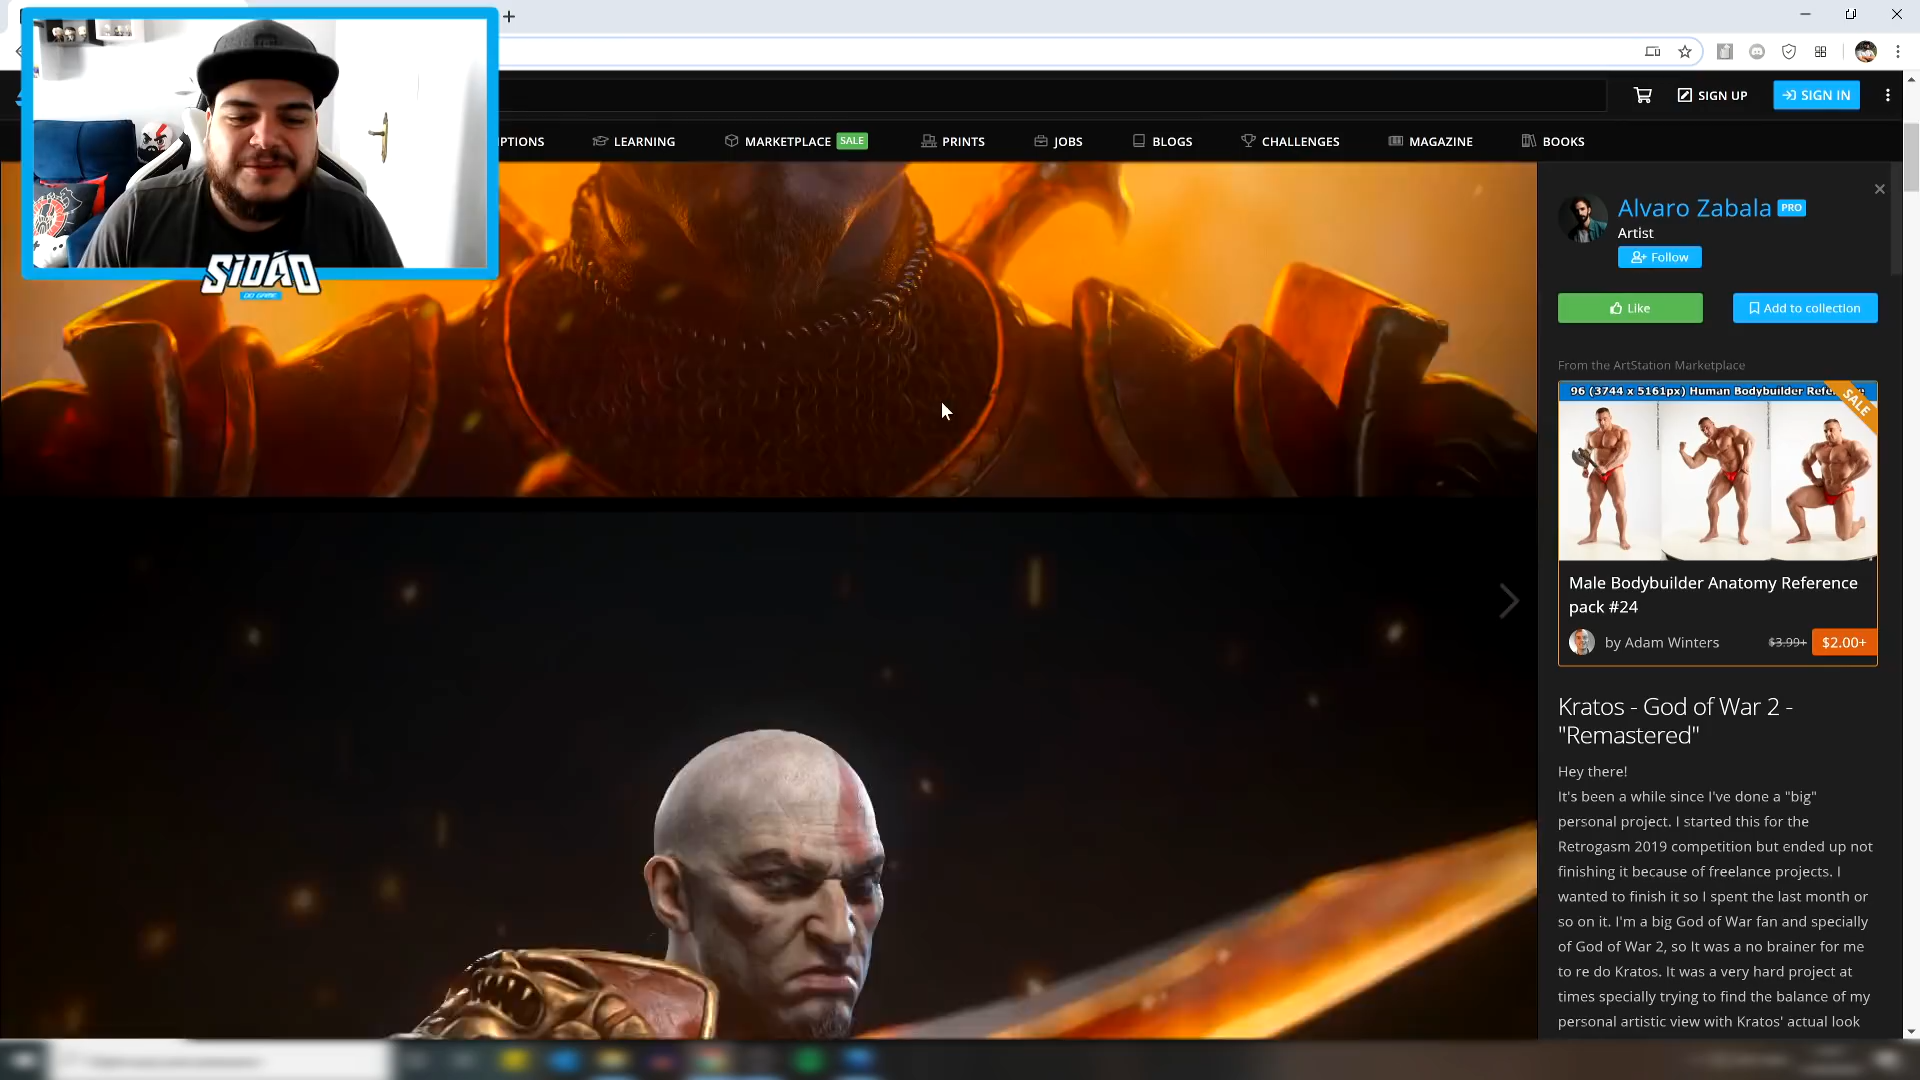 SIGN UP
SIGN IN
PTIONS
LEARNING
MARKETPLACE
SALE
PRINTS
JOBS
BLOGS
CHALLENGES
MAGAZINE
BOOKS
SIDÃO
DO GAME
Alvaro Zabala PRO
Artist
Follow
Like
Add to collection
From the ArtStation Marketplace
96 (3744 x 5161px) Human Bodybuilder
SALE
Male Bodybuilder Anatomy Reference
pack #24
by Adam Winters
$3.99+
$2.00+
Kratos - God of War 2 -
"Remastered"
Hey there!
It's been a while since I've done a "big"
personal project. I started this for the
Retrogasm 2019 competition but ended up not
finishing it because of freelance projects. I
wanted to finish it so I spent the last month or
so on it. I'm a big God of War fan and specially
of God of War 2, so It was a no brainer for me
to re do Kratos. It was a very hard project at
times specially trying to find the balance of my
personal artistic view with Kratos' actual look